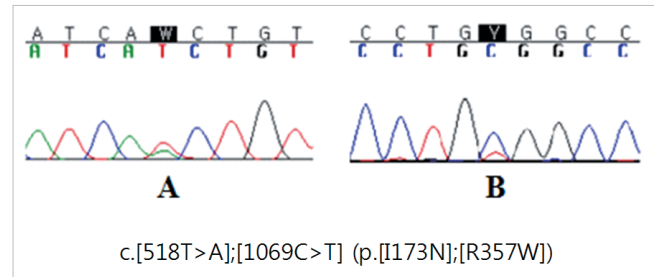 A T C A W C T G T C C T G Y G G C C
A T C A T C T G T C C T G C G G C C
A B
c.[518T>A];[1069C>T] (p.[I173N];[R357W])